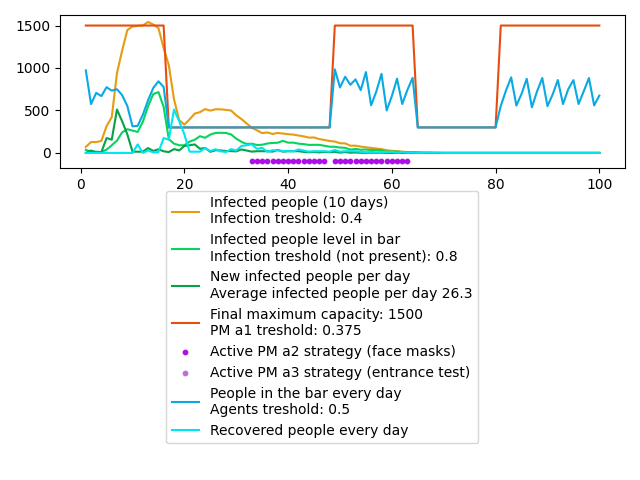 1500
1000
500
0
0 20 40 60 80 100
Infected people (10 days)
Infection treshold: 0.4
Infected people level in bar
Infection treshold (not present): 0.8
New infected people per day
Average infected people per day 26.3
Final maximum capacity: 1500
PM a1 treshold: 0.375
Active PM a2 strategy (face masks)
Active PM a3 strategy (entrance test)
People in the bar every day
Agents treshold: 0.5
Recovered people every day